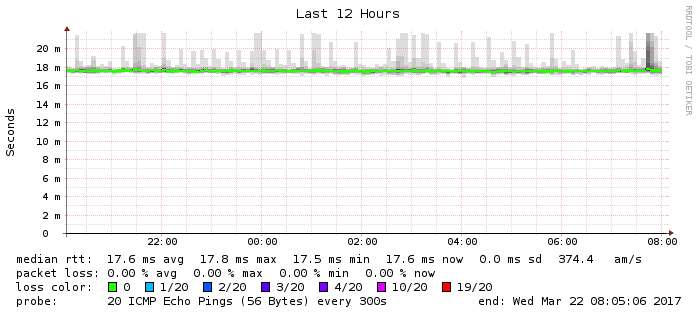 Last 12 Hours
RRDTOOL / TOBI OETIKER
Seconds
20 m
18 m
16 m
14 m
12 m
10 m
8 m
6 m
4 m
2 m
0
22:00 00:00 02:00 04:00 06:00 08:00
median rtt: 17.6 ms avg 17.8 ms max 17.5 ms min 17.6 ms now 0.0 ms sd 374.4 am/s
packet loss: 0.00 % avg 0.00 % max 0.00 % min 0.00 % now
loss color: 0 1/20 2/20 3/20 4/20 10/20 19/20
probe: 20 ICMP Echo Pings (56 Bytes) every 300s end: Wed Mar 22 08:05:06 2017